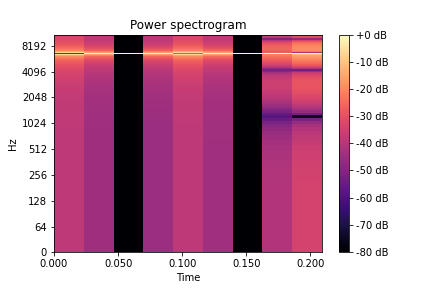 Power spectrogram
Hz
8192
4096
2048
1024
512
256
128
64
0
0.000 0.050 0.100 0.150 0.200
Time
+0 dB
-10 dB
-20 dB
-30 dB
-40 dB
-50 dB
-60 dB
-70 dB
-80 dB